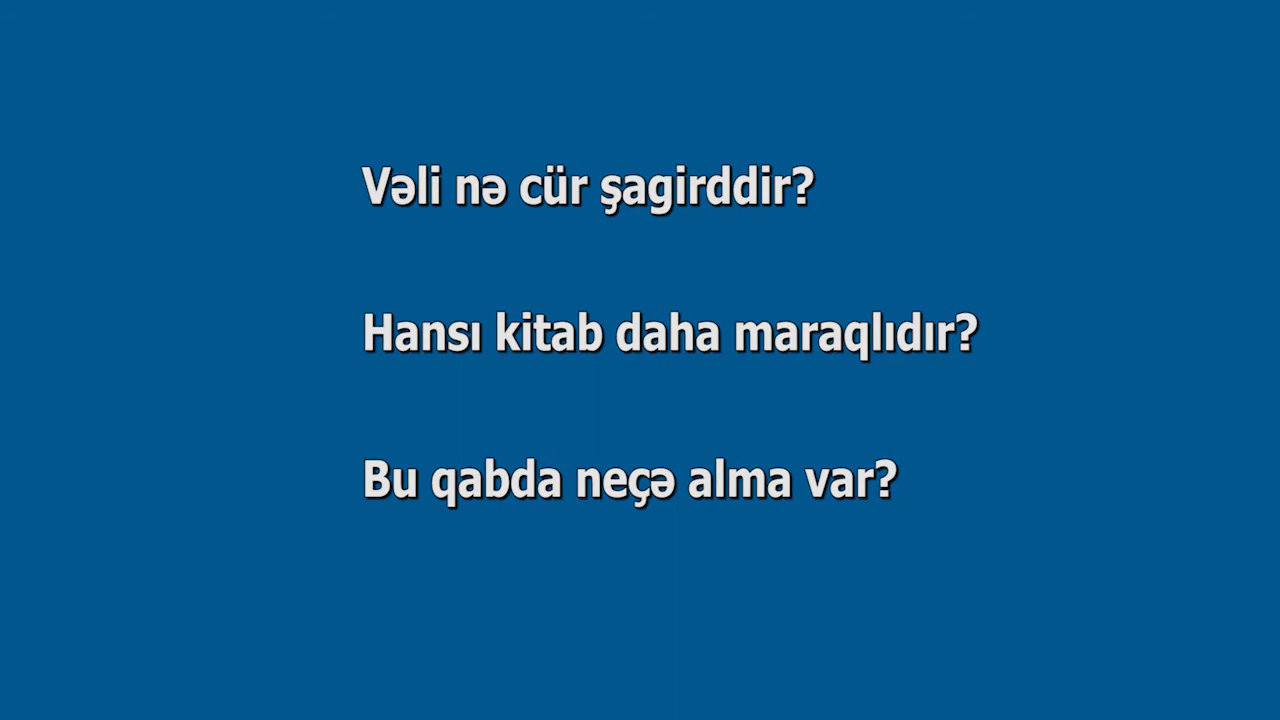 Vəli nə cür şagirddir?
Hansı kitab daha maraqlıdır?
Bu qabda neçə alma var?